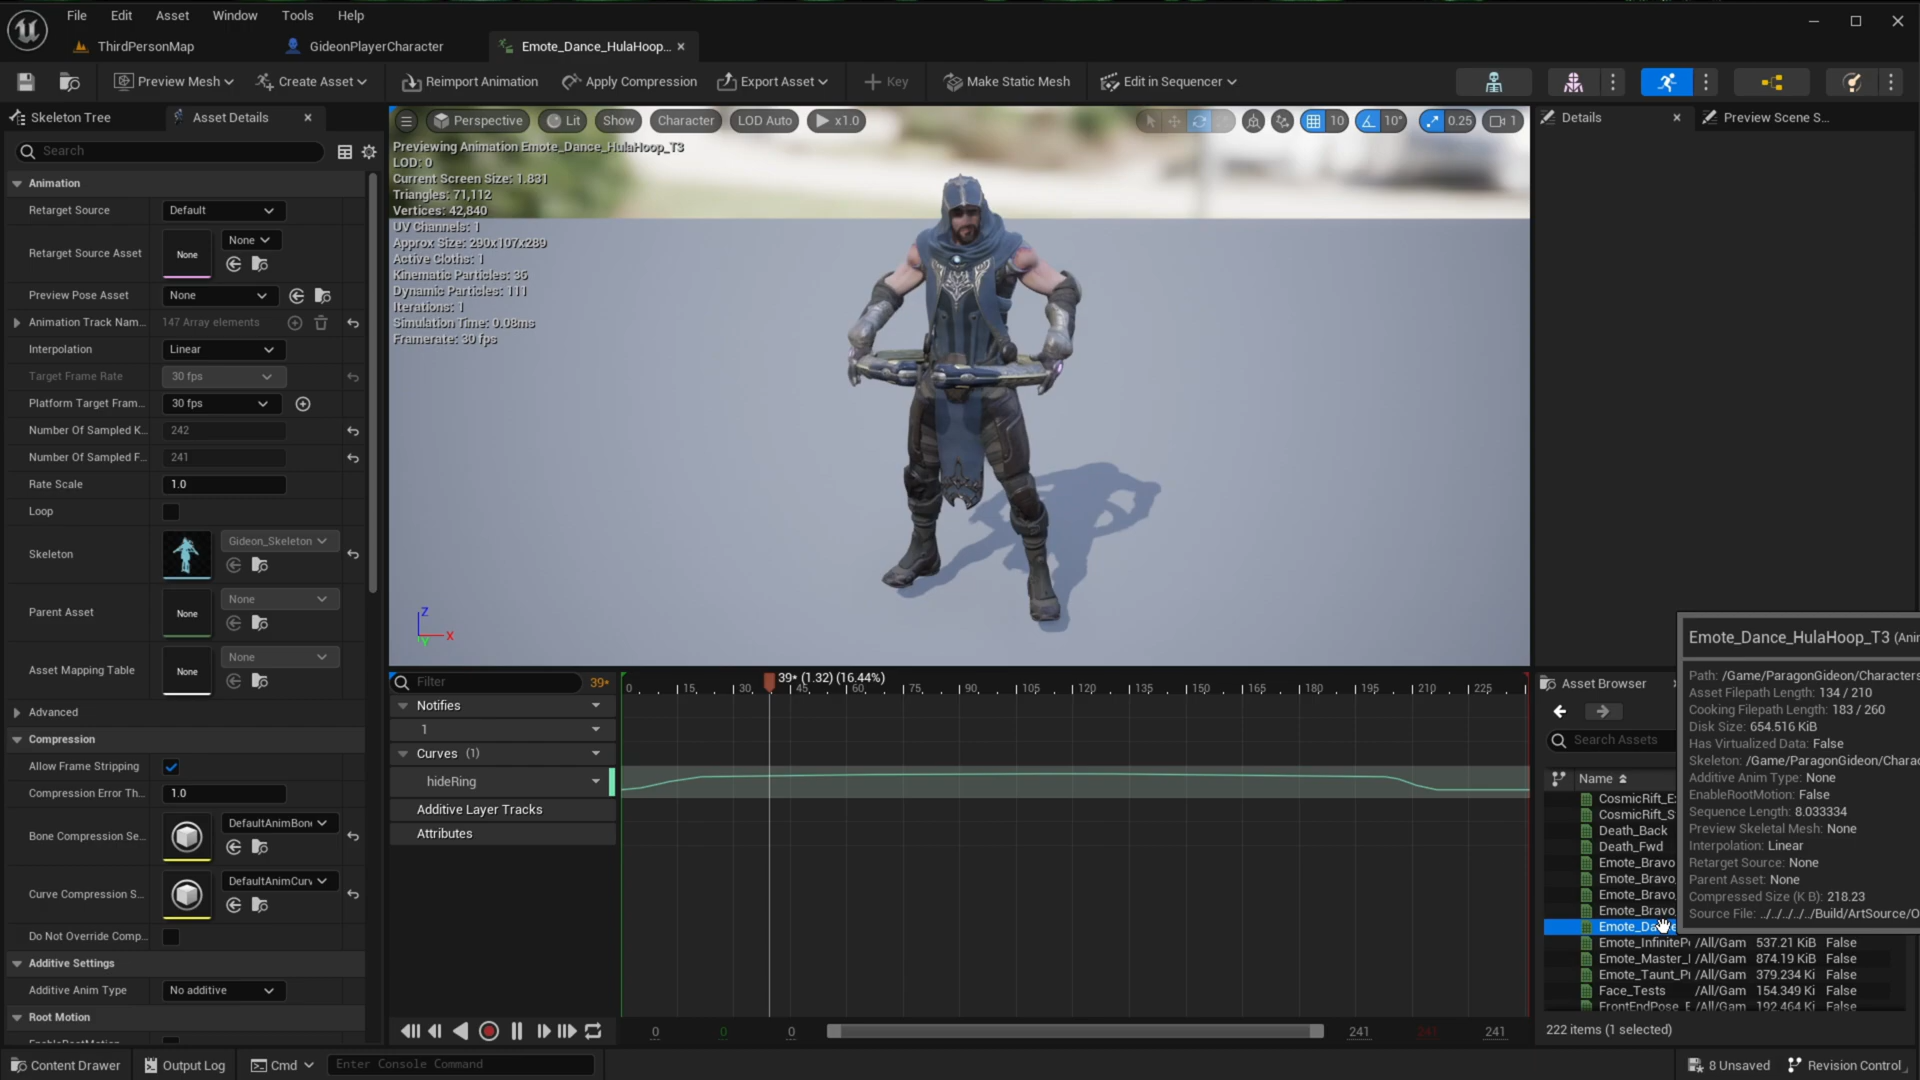 File Edit Asset Window Tools Help
ThirdPersonMap GideonPlayerCharacter Emote_Dance_HulaHoop...
Preview Mesh Create Asset Reimport Animation Apply Compression Export Asset Key Make Static Mesh Edit in Sequencer
Skeleton Tree Asset Details
Search
Animation
Retarget Source Default
Retarget Source Asset None None
Preview Pose Asset None
Animation Track Nam... 147 Array elements
Interpolation Linear
Target Frame Rate 30 fps
Platform Target Fram... 30 fps
Number Of Sampled K... 242
Number Of Sampled F... 241
Rate Scale 1.0
Loop
Skeleton Gideon_Skeleton
Parent Asset None None
Asset Mapping Table None None
Advanced
Compression
Allow Frame Stripping
Compression Error Th... 1.0
Bone Compression Se... DefaultAnimBon
Curve Compression S... DefaultAnimCur
Do Not Override Comp...
Additive Settings
Additive Anim Type No additive
Root Motion
Perspective Lit Show Character LOD Auto x1.0 10 10° 0.25 1
Previewing Animation Emote_Dance_HulaHoop_T3
LOD: 0
Current Screen Size: 1.831
Triangles: 71,112
Vertices: 42,840
UV Channels: 1
Approx Size: 290x107x289
Active Cloths: 1
Kinematic Particles: 36
Dynamic Particles: 111
Iterations: 1
Simulation Time: 0.08ms
Framerate: 30 fps
Z
X
Y
Filter 39*
39* (1.32) (16.44%)
0 15 30 45 60 75 90 105 120 135 150 165 180 195 210 225
Notifies
1
Curves (1)
hideRing
Additive Layer Tracks
Attributes
0 0 0 241 241 241
Details Preview Scene S...
Asset Browser
Search Assets
Name
CosmicRift_E
CosmicRift_S
Death_Back
Death_Fwd
Emote_Bravo
Emote_Bravo
Emote_Bravo
Emote_Bravo
Emote_Da
Emote_InfiniteP /All/Gam 537.21 KiB False
Emote_Master_ /All/Gam 874.19 KiB False
Emote_Taunt_P /All/Gam 379.234 Ki False
Face_Tests /All/Gam 154.349 Ki False
FrontEndPose_E /All/Gam 192.464 Ki False
222 items (1 selected)
Emote_Dance_HulaHoop_T3 (Ani
Path: /Game/ParagonGideon/Characters
Asset Filepath Length: 134 / 210
Cooking Filepath Length: 183 / 260
Disk Size: 654.516 KiB
Has Virtualized Data: False
Skeleton: /Game/ParagonGideon/Charac
Additive Anim Type: None
EnableRootMotion: False
Sequence Length: 8.033334
Preview Skeletal Mesh: None
Interpolation: Linear
Retarget Source: None
Parent Asset: None
Compressed Size (K B): 218.23
Source File: ../../../../../Build/ArtSource/O
Content Drawer Output Log Cmd Enter Console Command 8 Unsaved Revision Control